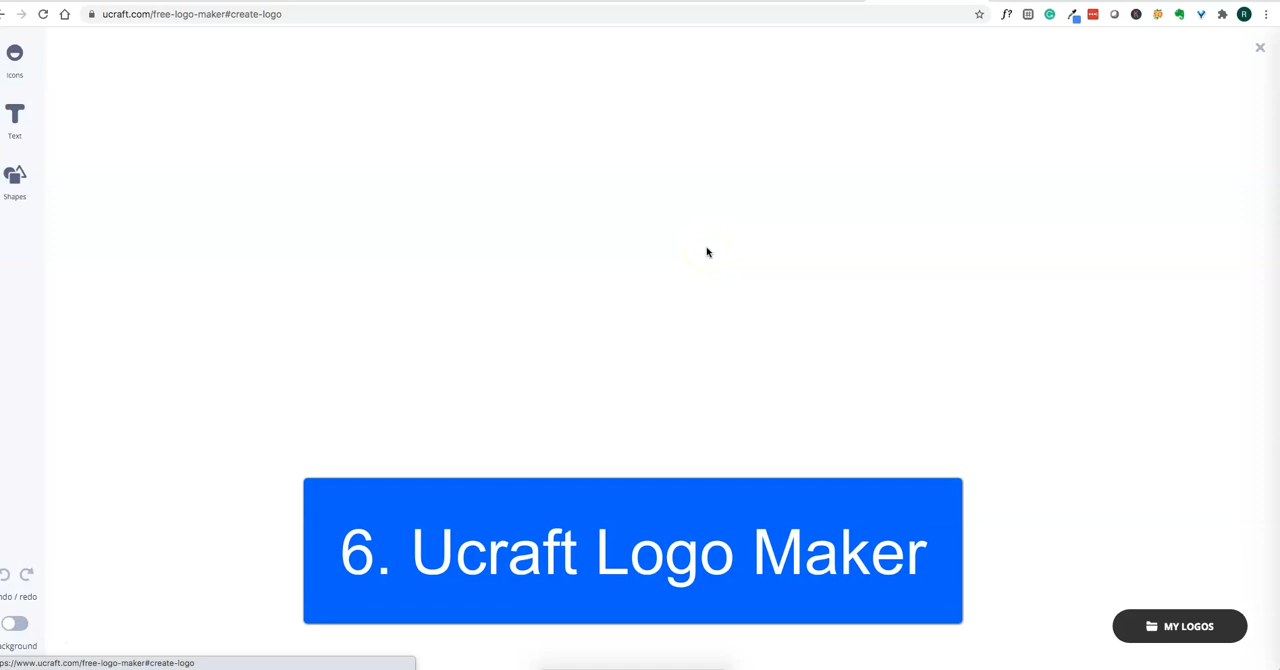 ucraft.com/free-logo-maker#create-logo
Icons
Text
Shapes
6. Ucraft Logo Maker
ndo / redo
ackground
MY LOGOS
ps://www.ucraft.com/free-logo-maker#create-logo